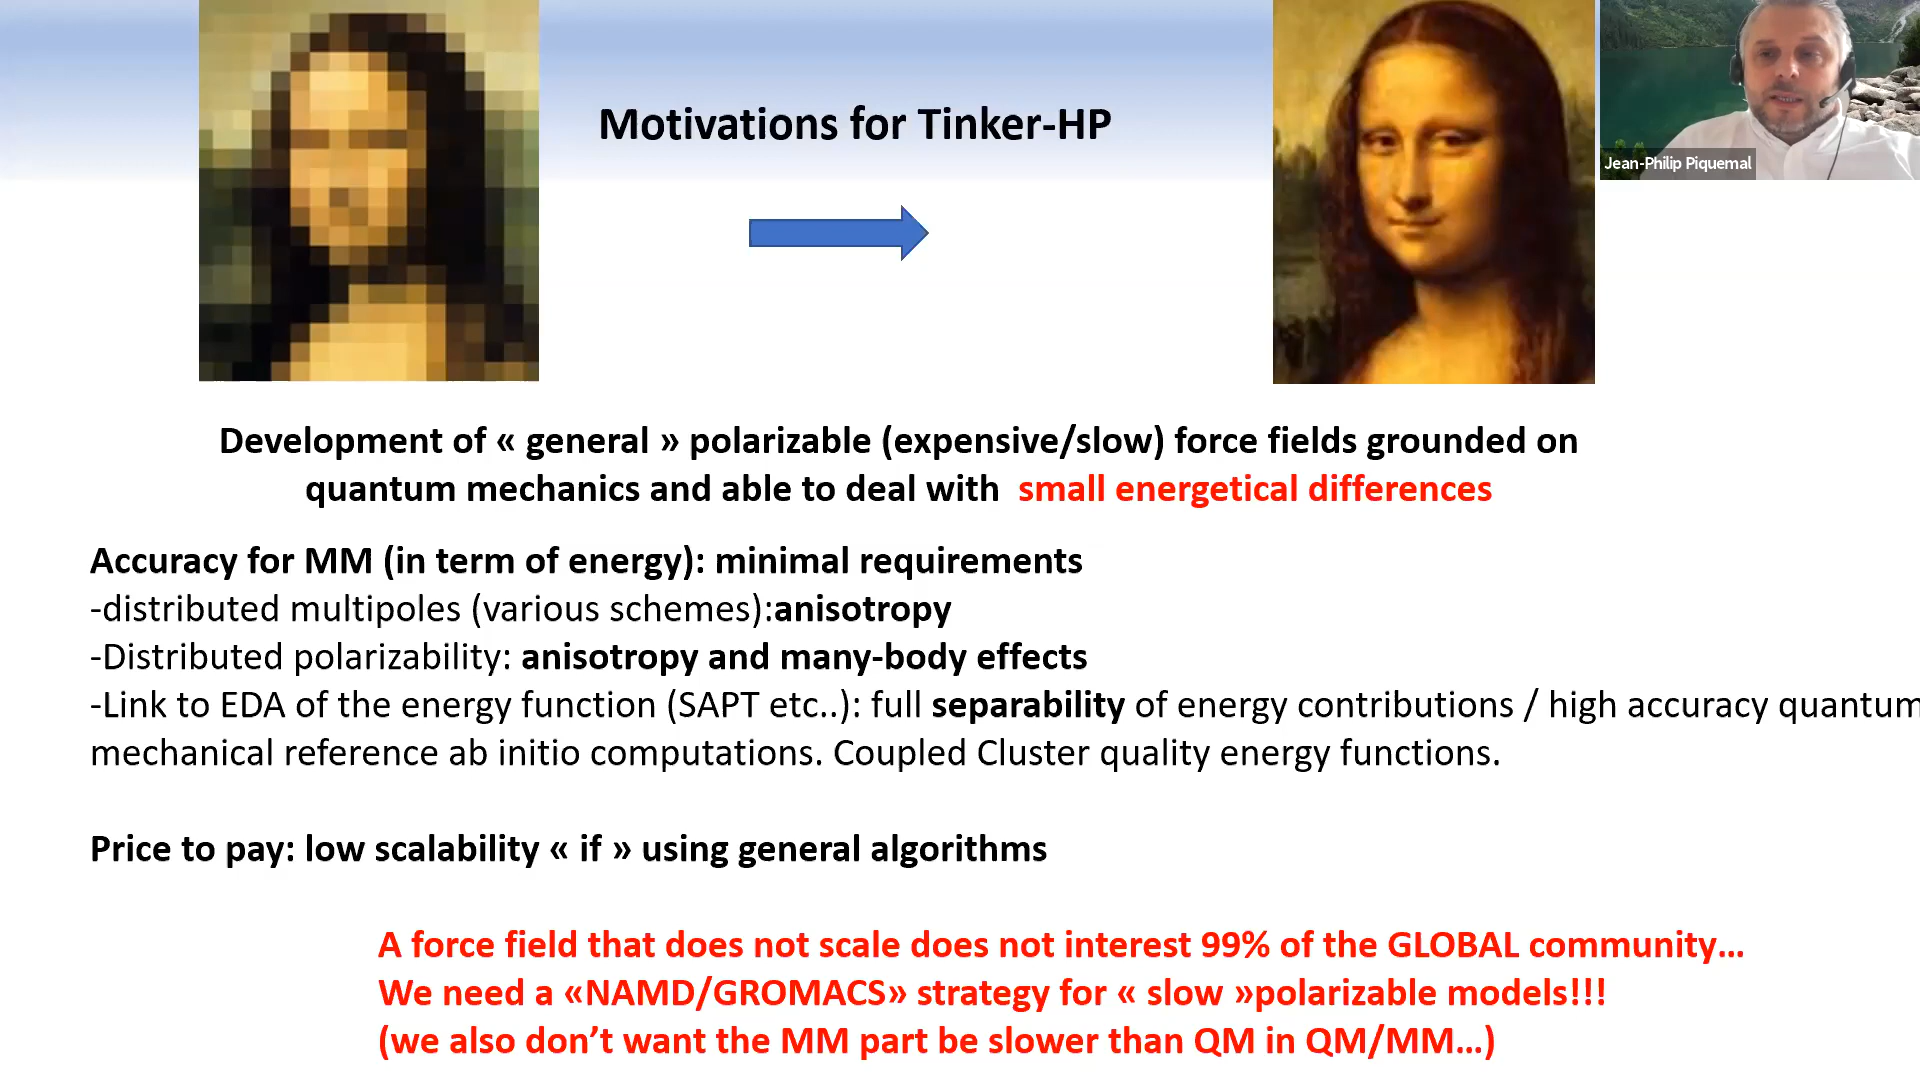 Motivations for Tinker-HP
Jean-Philip Piquemal
Development of « general » polarizable (expensive/slow) force fields grounded on
quantum mechanics and able to deal with small energetical differences
Accuracy for MM (in term of energy): minimal requirements
-distributed multipoles (various schemes):anisotropy
-Distributed polarizability: anisotropy and many-body effects
-Link to EDA of the energy function (SAPT etc..): full separability of energy contributions / high accuracy quantum
mechanical reference ab initio computations. Coupled Cluster quality energy functions.
Price to pay: low scalability « if » using general algorithms
A force field that does not scale does not interest 99% of the GLOBAL community...
We need a «NAMD/GROMACS» strategy for « slow »polarizable models!!!
(we also don’t want the MM part be slower than QM in QM/MM...)